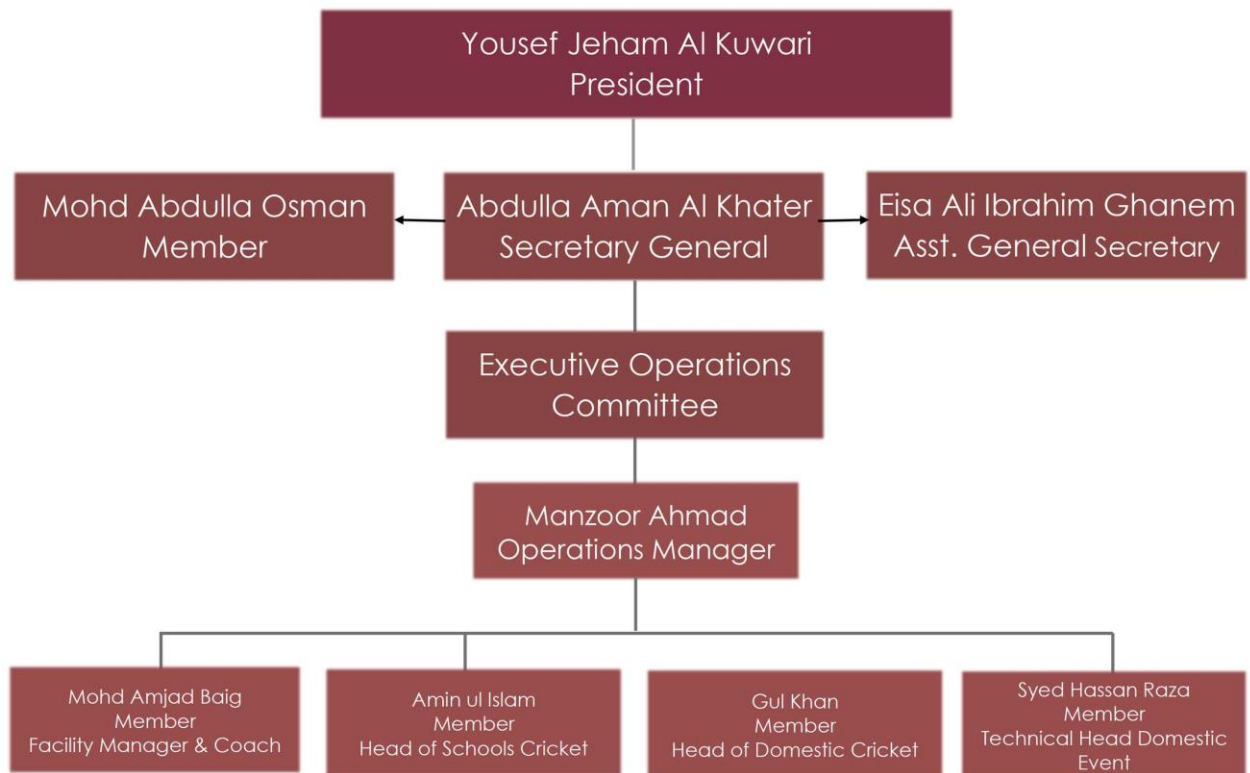 Yousef Jeham Al Kuwari
President
Mohd Abdulla Osman
Member
Abdulla Aman Al Khater
Secretary General
Eisa Ali Ibrahim Ghanem
Asst. General Secretary
Executive Operations
Committee
Manzoor Ahmad
Operations Manager
Mohd Amjad Baig
Member
Facility Manager & Coach
Amin ul Islam
Member
Head of Schools Cricket
Gul Khan
Member
Head of Domestic Cricket
Syed Hassan Raza
Member
Technical Head Domestic
Event